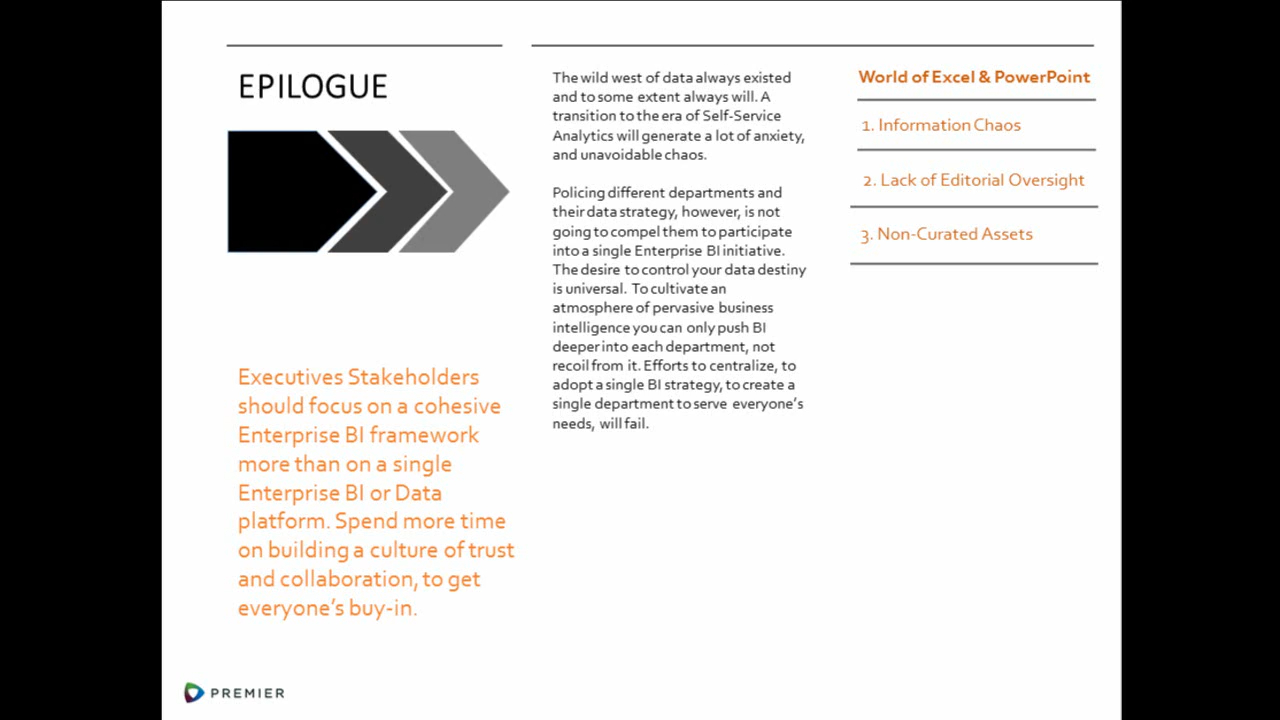 EPILOGUE
Executives Stakeholders
should focus on a cohesive
Enterprise BI framework
more than on a single
Enterprise BI or Data
platform. Spend more time
on building a culture of trust
and collaboration, to get
everyone's buy-in.
The wild west of data always existed
and to some extent always will. A
transition to the era of Self-Service
Analytics will generate a lot of anxiety,
and unavoidable chaos.
Policing different departments and
their data strategy, however, is not
going to compel them to participate
into a single Enterprise BI initiative.
The desire to control your data destiny
is universal. To cultivate an
atmosphere of pervasive business
intelligence you can only push BI
deeper into each department, not
recoil from it. Efforts to centralize, to
adopt a single BI strategy, to create a
single department to serve everyone's
needs, will fail.
World of Excel & PowerPoint
1. Information Chaos
2. Lack of Editorial Oversight
3. Non-Curated Assets
PREMIER